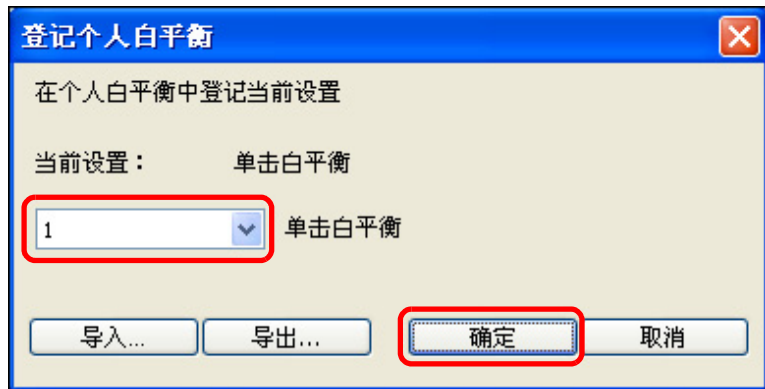 登记个人白平衡
在个人白平衡中登记当前设置
当前设置： 单击白平衡
1 单击白平衡
导入... 导出... 确定 取消